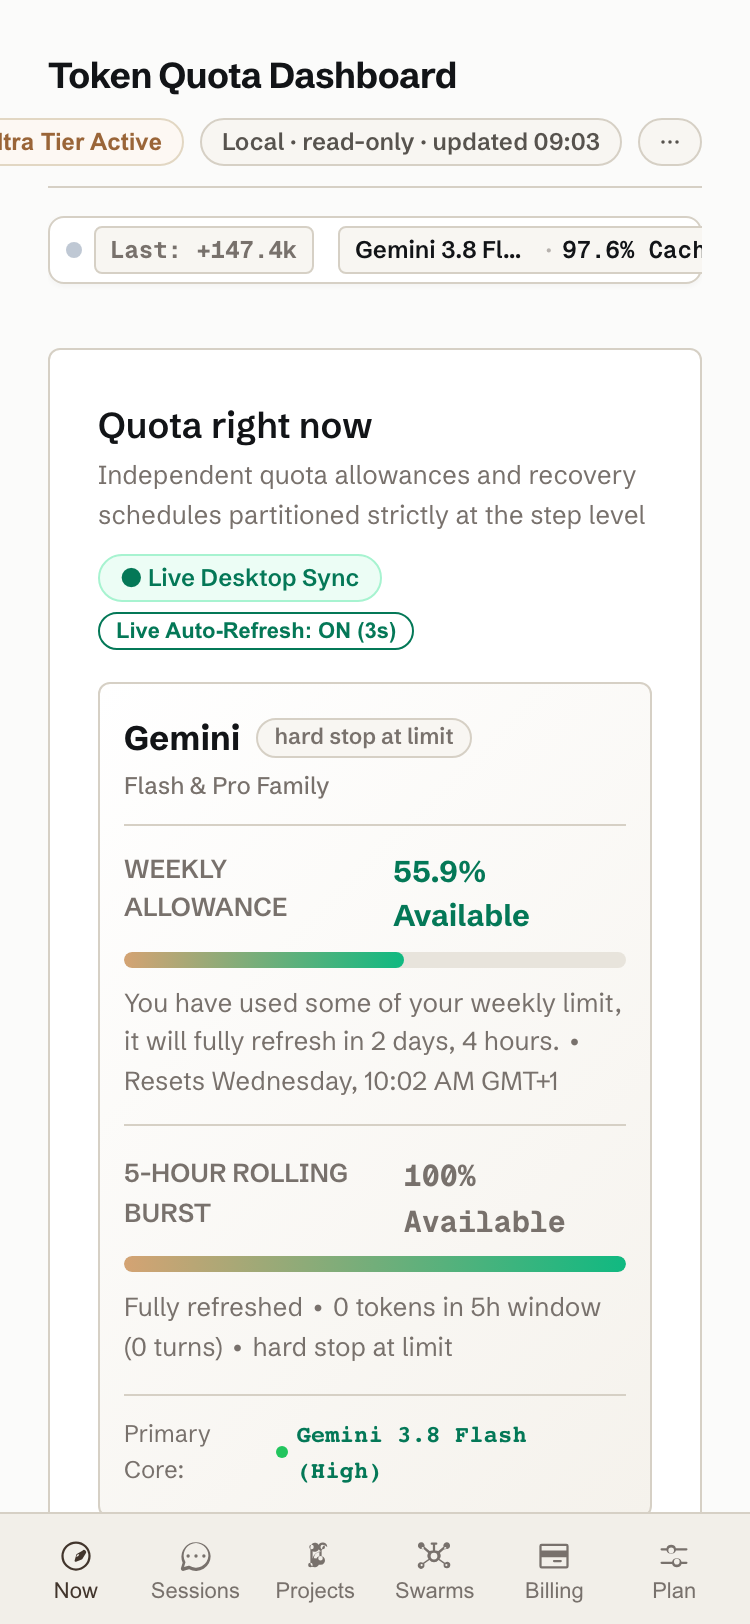 Token Quota Dashboard
ltra Tier Active
Local · read-only · updated 09:03
···
Last: +147.4k
Gemini 3.8 Fl... · 97.6% Cach
Quota right now
Independent quota allowances and recovery
schedules partitioned strictly at the step level
Live Desktop Sync
Live Auto-Refresh: ON (3s)
Gemini
hard stop at limit
Flash & Pro Family
WEEKLY
ALLOWANCE
55.9%
Available
You have used some of your weekly limit,
it will fully refresh in 2 days, 4 hours. •
Resets Wednesday, 10:02 AM GMT+1
5-HOUR ROLLING
BURST
100%
Available
Fully refreshed • 0 tokens in 5h window
(0 turns) • hard stop at limit
Primary
Core:
Gemini 3.8 Flash
(High)
Now
Sessions
Projects
Swarms
Billing
Plan